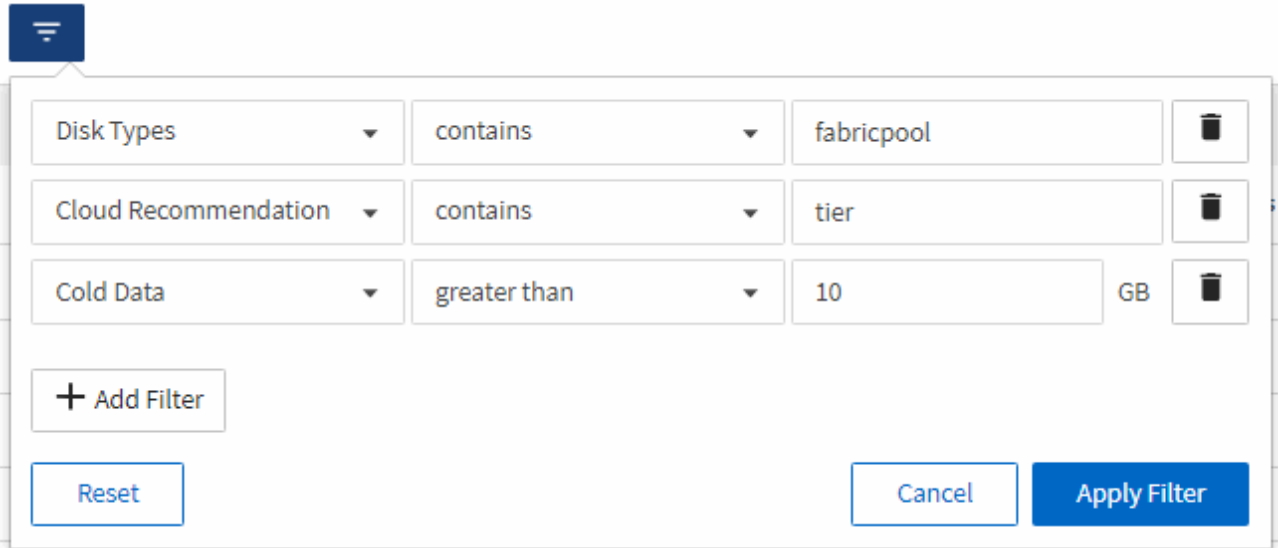 Disk Types contains fabricpool
Cloud Recommendation contains tier
Cold Data greater than 10 GB
Add Filter
Reset Cancel Apply Filter